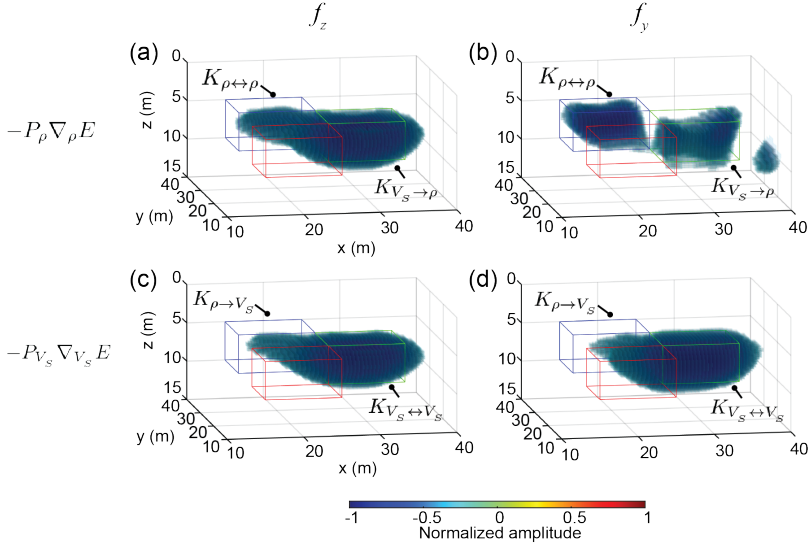 f_z f_y
(a) (b)
K_{ρ↔ρ} K_{ρ↔ρ}
−P_ρ ∇_ρ E
0 5 10 15
z (m)
40 30 20 10
y (m)
10 20 30 40
x (m)
K_{V_S→ρ}
0 5 10 15
z (m)
40 30 20 10
y (m)
10 20 30 40
x (m)
K_{V_S→ρ}
(c) (d)
K_{ρ→V_S} K_{ρ→V_S}
−P_{V_S} ∇_{V_S} E
0 5 10 15
z (m)
40 30 20 10
y (m)
10 20 30 40
x (m)
K_{V_S↔V_S}
0 5 10 15
z (m)
40 30 20 10
y (m)
10 20 30 40
x (m)
K_{V_S↔V_S}
-1 -0.5 0 0.5 1
Normalized amplitude